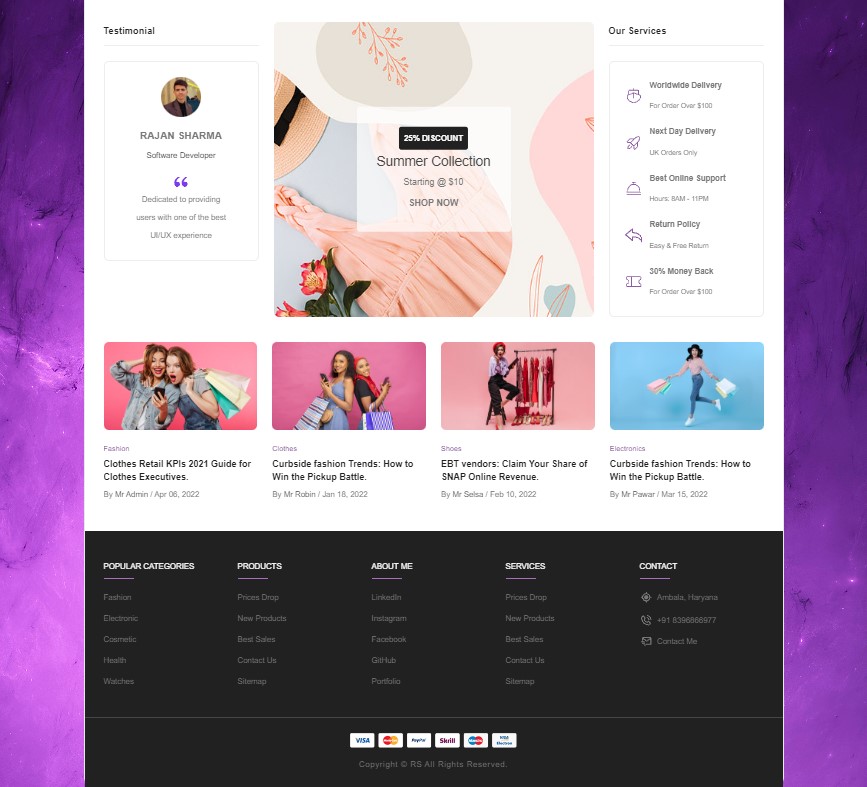 Testimonial
RAJAN SHARMA
Software Developer
Dedicated to providing
users with one of the best
UI/UX experience
25% DISCOUNT
Summer Collection
Starting @ $10
SHOP NOW
Our Services
Worldwide Delivery
For Order Over $100
Next Day Delivery
UK Orders Only
Best Online Support
Hours: 8AM - 11PM
Return Policy
Easy & Free Return
30% Money Back
For Order Over $100
Fashion
Clothes Retail KPIs 2021 Guide for
Clothes Executives.
By Mr Admin / Apr 06, 2022
Clothes
Curbside fashion Trends: How to
Win the Pickup Battle.
By Mr Robin / Jan 18, 2022
Shoes
EBT vendors: Claim Your Share of
SNAP Online Revenue.
By Mr Selsa / Feb 10, 2022
Electronics
Curbside fashion Trends: How to
Win the Pickup Battle.
By Mr Pawar / Mar 15, 2022
POPULAR CATEGORIES
Fashion
Electronic
Cosmetic
Health
Watches
PRODUCTS
Prices Drop
New Products
Best Sales
Contact Us
Sitemap
ABOUT ME
LinkedIn
Instagram
Facebook
GitHub
Portfolio
SERVICES
Prices Drop
New Products
Best Sales
Contact Us
Sitemap
CONTACT
Ambala, Haryana
+91 8396866977
Contact Me
VISA
PayPal
Skrill
VISA
Electron
Copyright © RS All Rights Reserved.